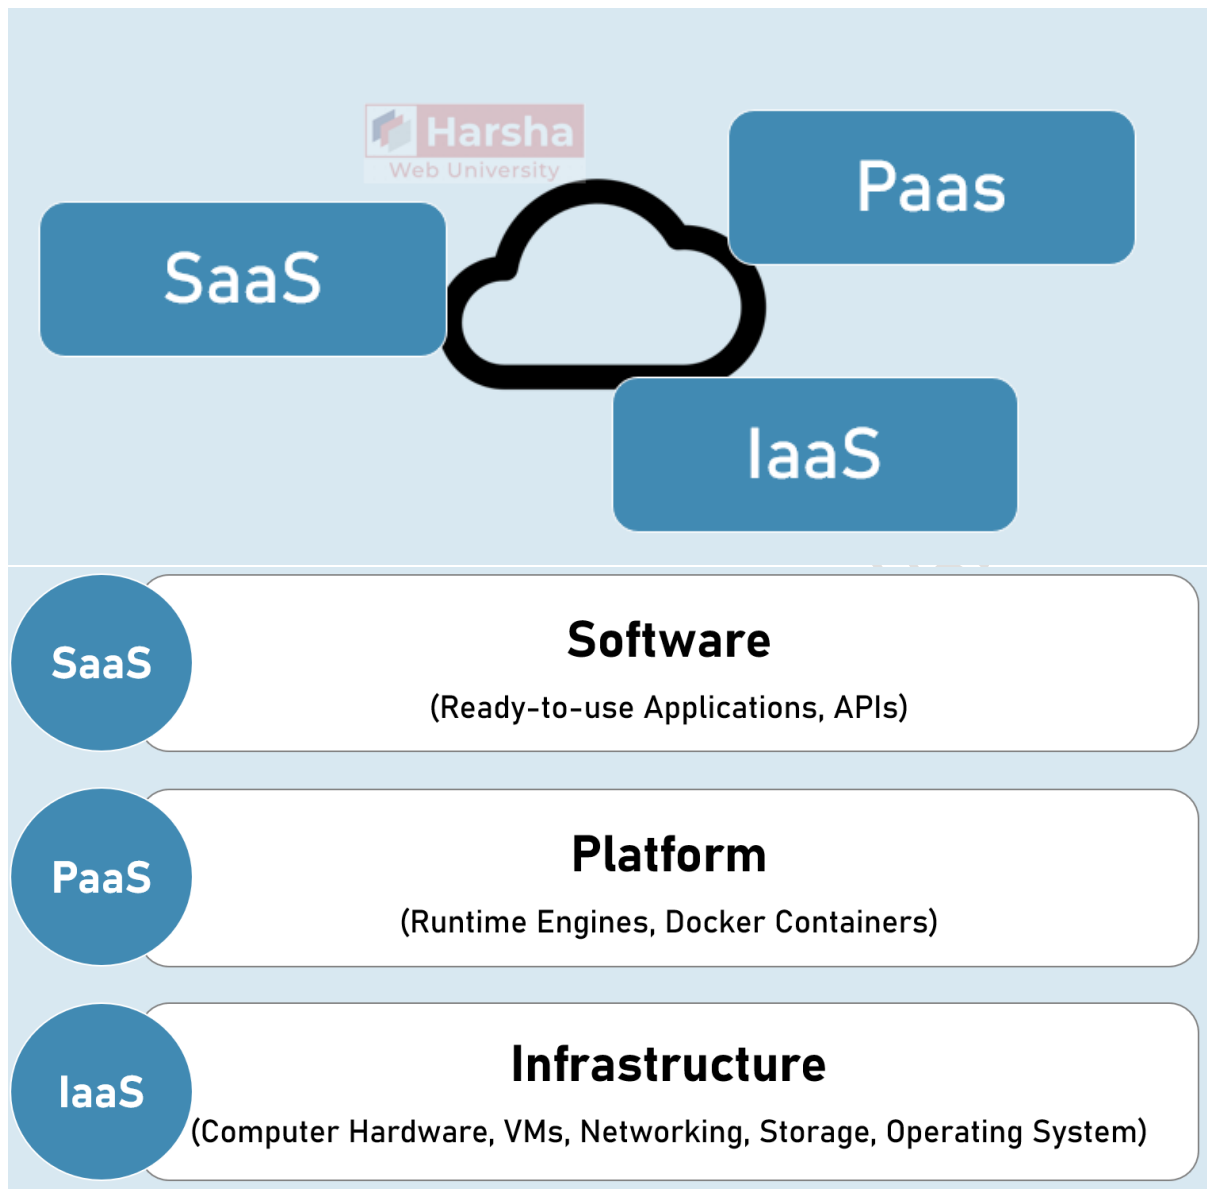 Harsha
Web University
Paas
SaaS
IaaS
SaaS
Software
(Ready-to-use Applications, APIs)
PaaS
Platform
(Runtime Engines, Docker Containers)
IaaS
Infrastructure
(Computer Hardware, VMs, Networking, Storage, Operating System)